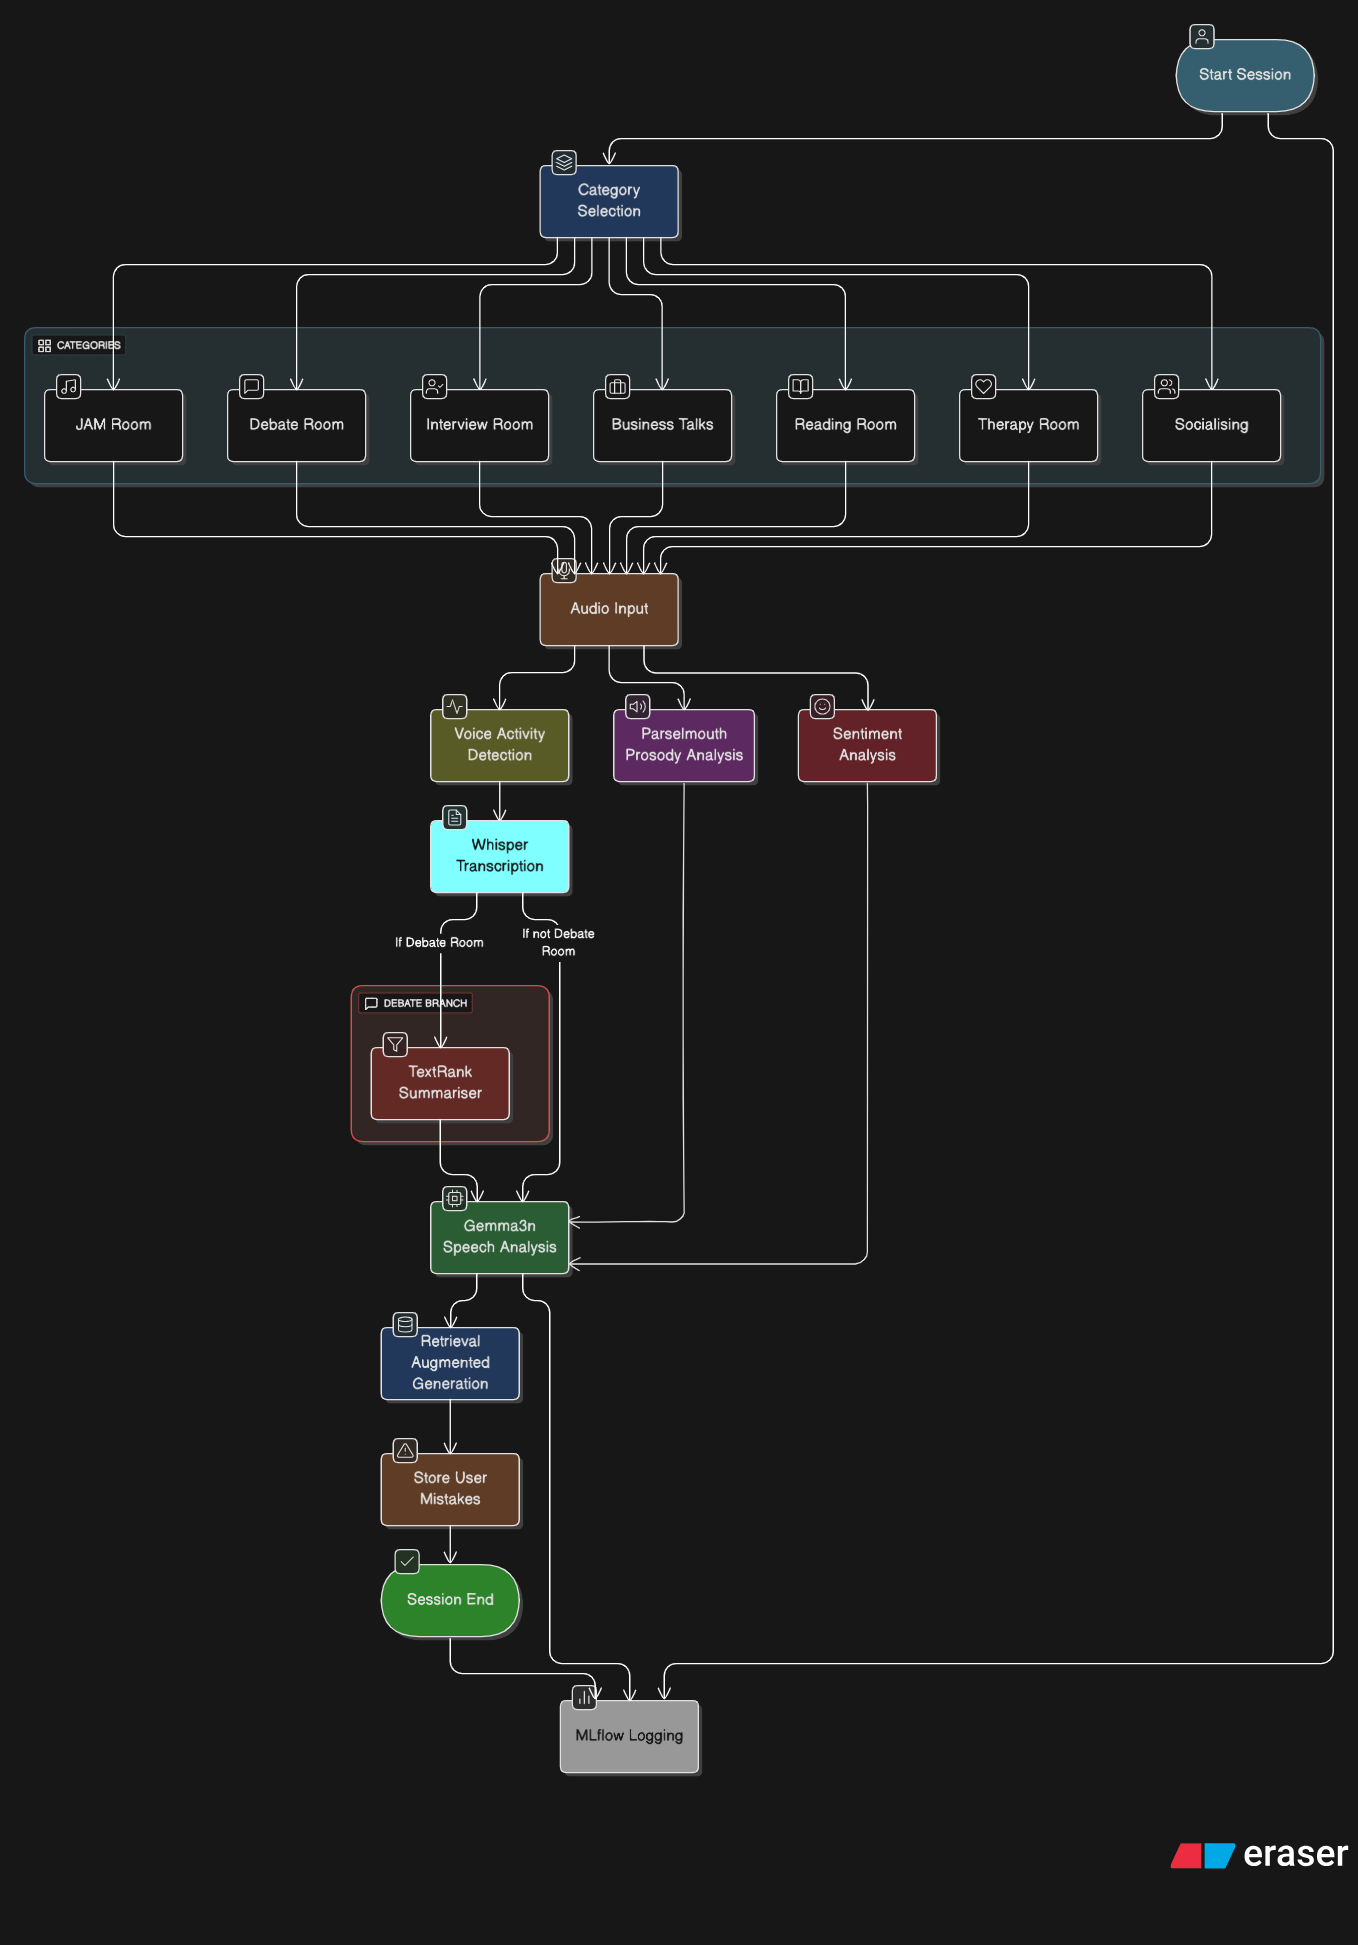 Start Session
Category
Selection
CATEGORIES
JAM Room
Debate Room
Interview Room
Business Talks
Reading Room
Therapy Room
Socialising
Audio Input
Voice Activity
Detection
Parselmouth
Prosody Analysis
Sentiment
Analysis
Whisper
Transcription
If Debate Room
If not Debate
Room
DEBATE BRANCH
TextRank
Summariser
Gemma3n
Speech Analysis
Retrieval
Augmented
Generation
Store User
Mistakes
Session End
MLflow Logging
eraser